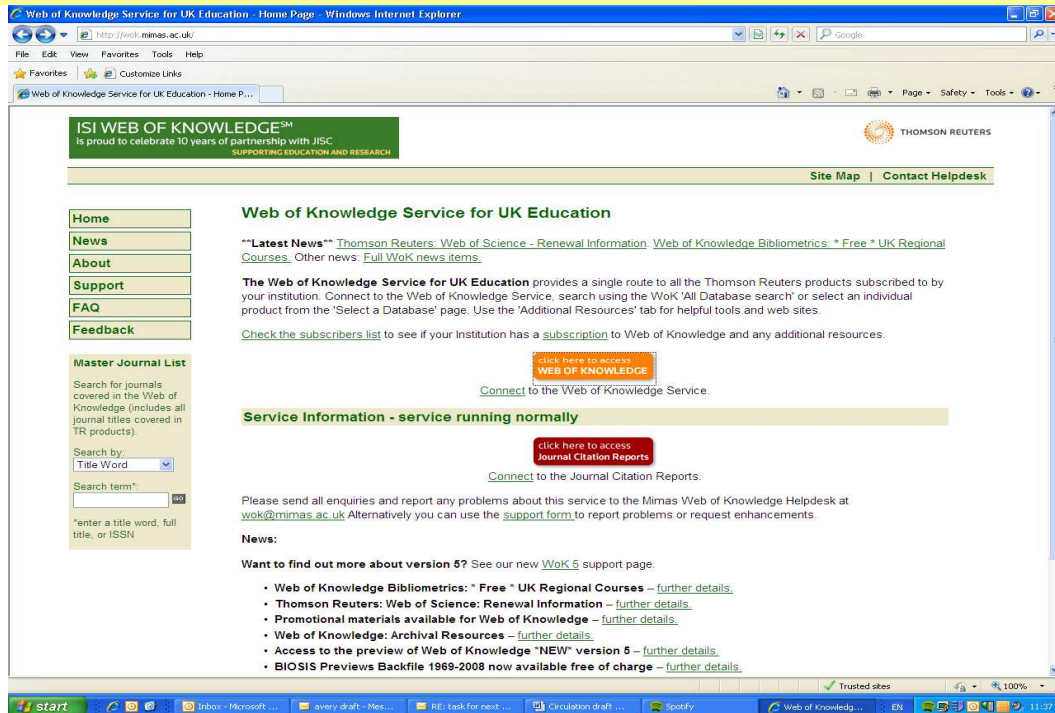 Web of Knowledge Service for UK Education - Home Page - Windows Internet Explorer
http://wok.mimas.ac.uk/
Google
File Edit View Favorites Tools Help
Favorites Customize Links
Web of Knowledge Service for UK Education - Home P...
Page Safety Tools
ISI WEB OF KNOWLEDGE℠
is proud to celebrate 10 years of partnership with JISC
SUPPORTING EDUCATION AND RESEARCH
THOMSON REUTERS
Site Map | Contact Helpdesk
Home
News
About
Support
FAQ
Feedback
Master Journal List
Search for journals
covered in the Web of
Knowledge (includes all
journal titles covered in
TR products).
Search by:
Title Word
Search term*:
GO
*enter a title word, full
title, or ISSN
Web of Knowledge Service for UK Education
**Latest News** Thomson Reuters: Web of Science - Renewal Information. Web of Knowledge Bibliometrics: * Free * UK Regional
Courses. Other news: Full WoK news items.
The Web of Knowledge Service for UK Education provides a single route to all the Thomson Reuters products subscribed to by
your institution. Connect to the Web of Knowledge Service, search using the WoK 'All Database search' or select an individual
product from the 'Select a Database' page. Use the 'Additional Resources' tab for helpful tools and web sites.
Check the subscribers list to see if your Institution has a subscription to Web of Knowledge and any additional resources.
click here to access
WEB OF KNOWLEDGE
Connect to the Web of Knowledge Service.
Service Information - service running normally
click here to access
Journal Citation Reports
Connect to the Journal Citation Reports.
Please send all enquiries and report any problems about this service to the Mimas Web of Knowledge Helpdesk at
wok@mimas.ac.uk Alternatively you can use the support form to report problems or request enhancements.
News:
Want to find out more about version 5? See our new WoK 5 support page.
• Web of Knowledge Bibliometrics: * Free * UK Regional Courses – further details.
• Thomson Reuters: Web of Science: Renewal Information – further details.
• Promotional materials available for Web of Knowledge – further details.
• Web of Knowledge: Archival Resources – further details.
• Access to the preview of Web of Knowledge *NEW* version 5 – further details.
• BIOSIS Previews Backfile 1969-2008 now available free of charge – further details.
Trusted sites 100%
start Inbox - Microsoft ... avery draft - Mes... RE: task for next ... Circulation draft ... Spotify Web of Knowledg... EN 11:37